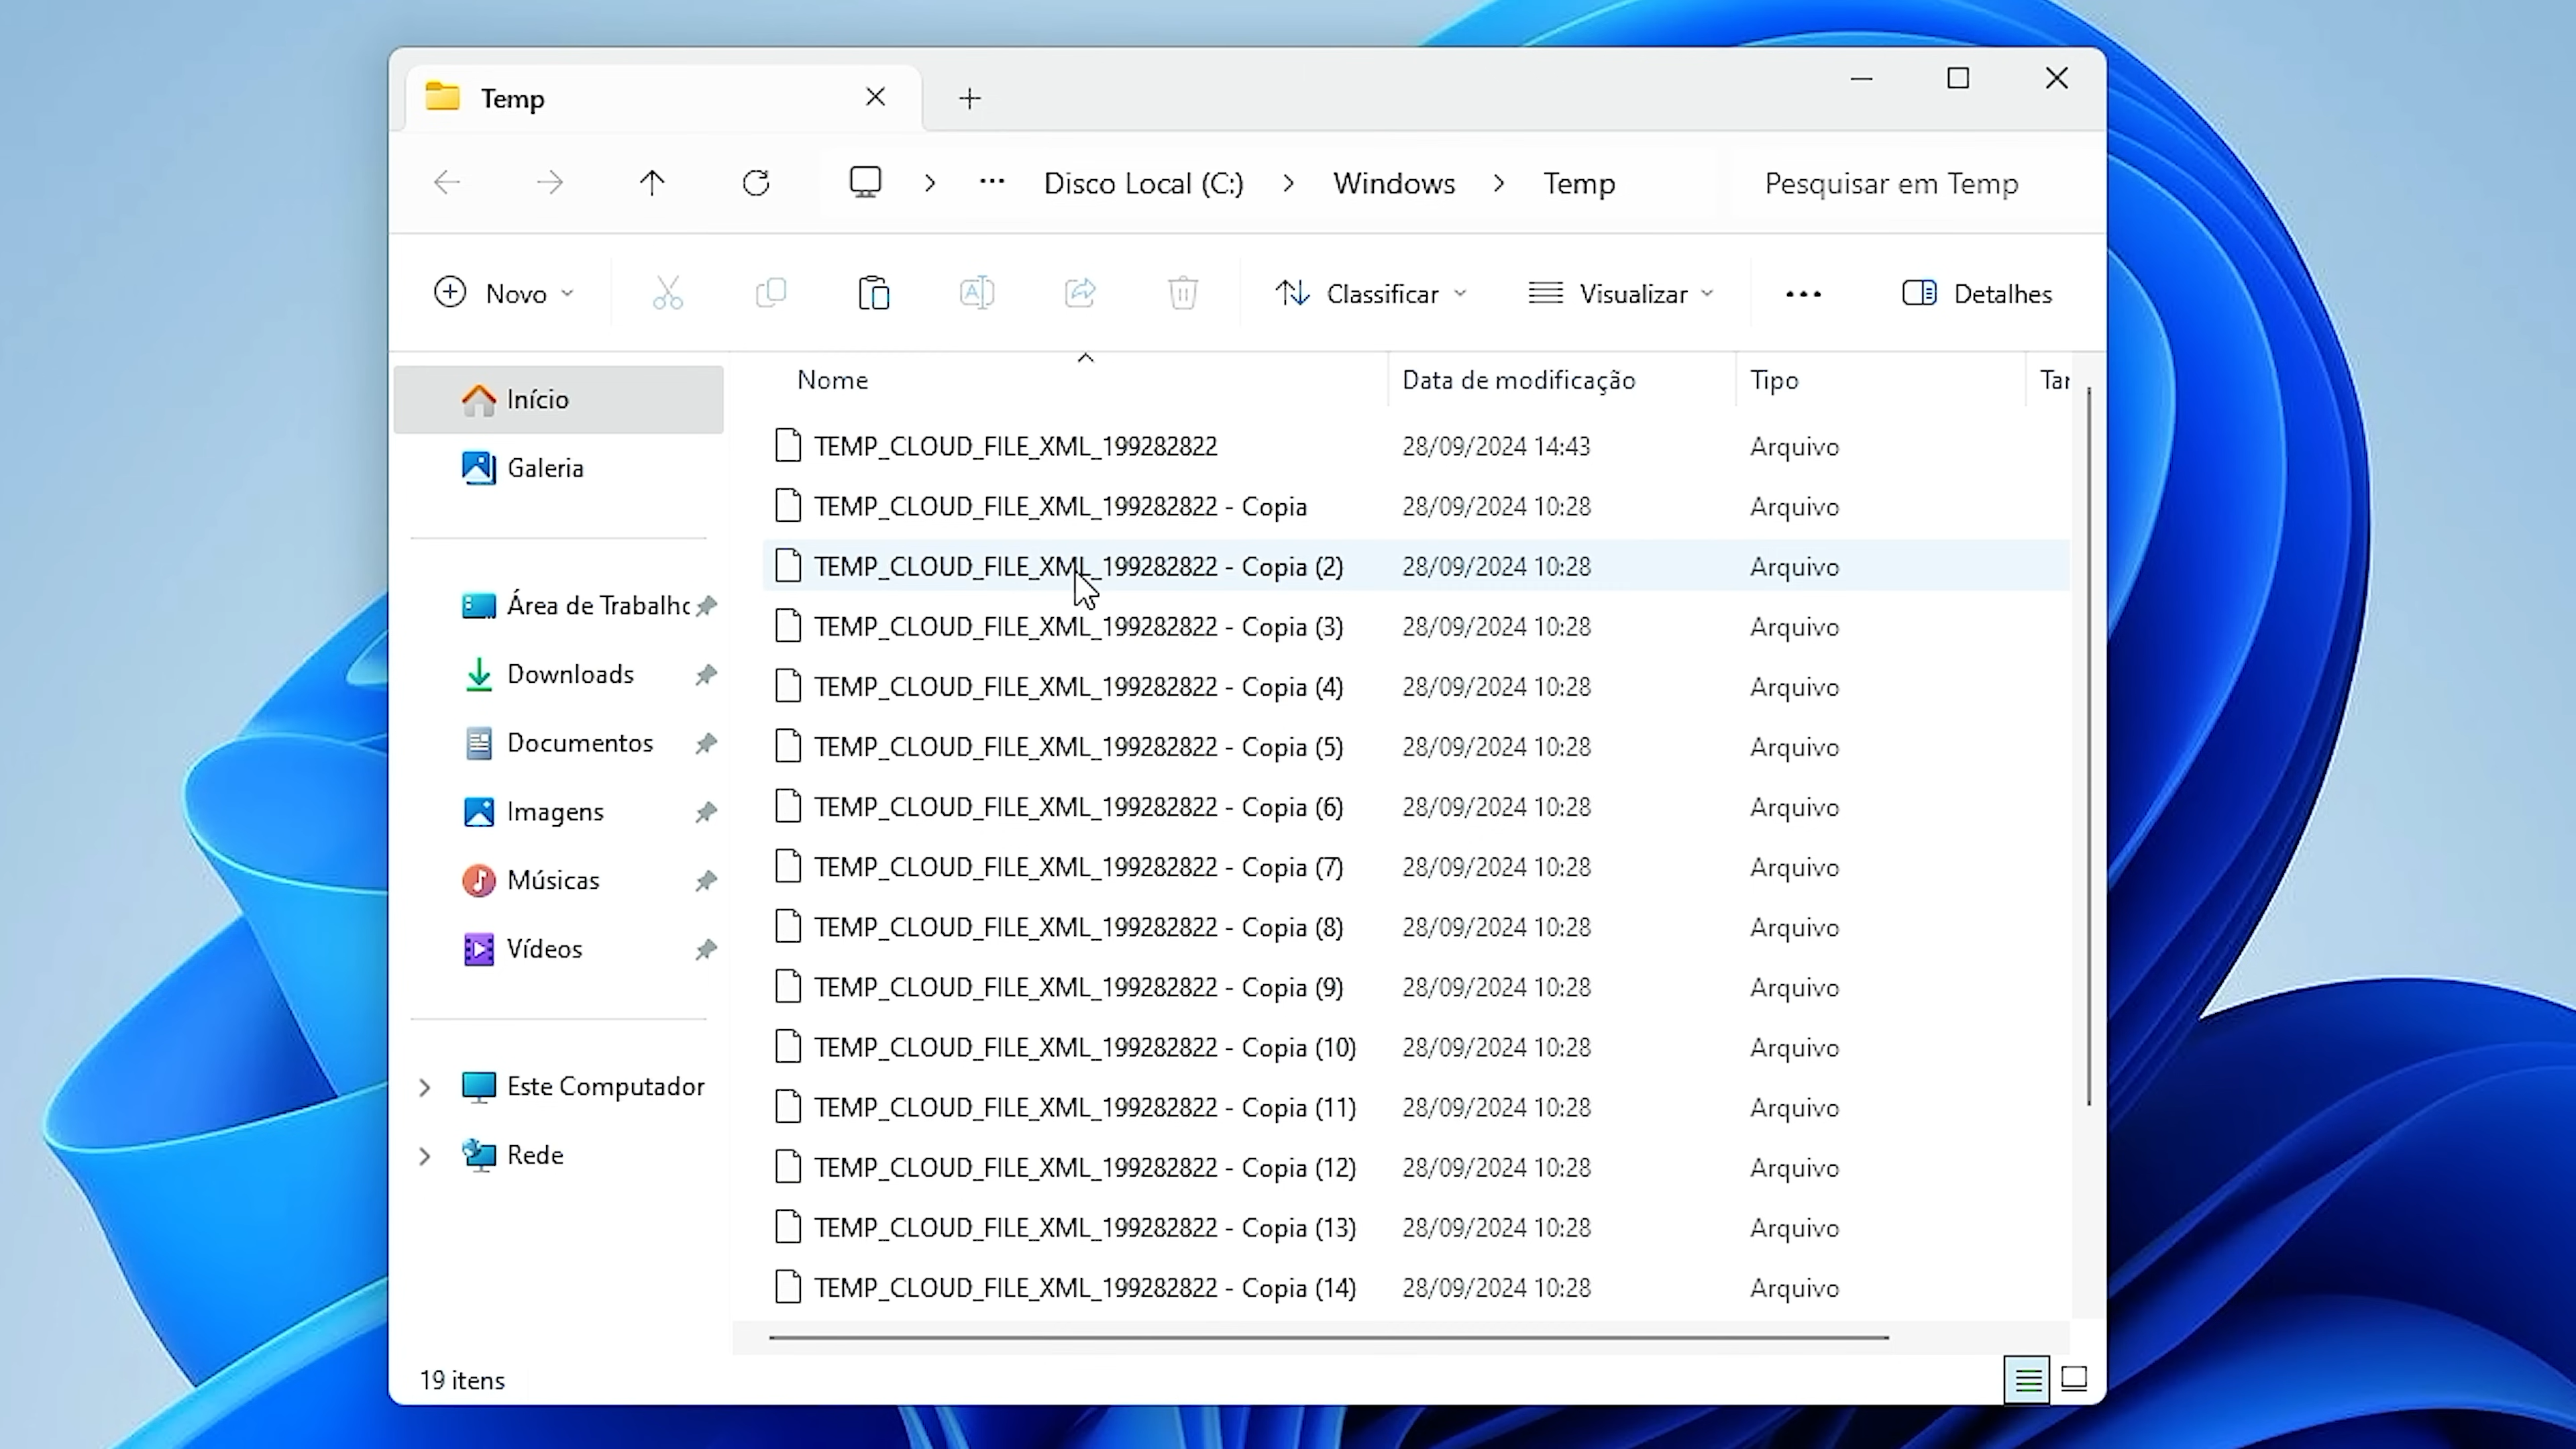 Temp
Disco Local (C:) Windows Temp Pesquisar em Temp
Novo Classificar Visualizar Detalhes
Início
Galeria
Área de Trabalho
Downloads
Documentos
Imagens
Músicas
Vídeos
Este Computador
Rede
Nome Data de modificação Tipo
TEMP_CLOUD_FILE_XML_199282822 28/09/2024 14:43 Arquivo
TEMP_CLOUD_FILE_XML_199282822 - Copia 28/09/2024 10:28 Arquivo
TEMP_CLOUD_FILE_XML_199282822 - Copia (2) 28/09/2024 10:28 Arquivo
TEMP_CLOUD_FILE_XML_199282822 - Copia (3) 28/09/2024 10:28 Arquivo
TEMP_CLOUD_FILE_XML_199282822 - Copia (4) 28/09/2024 10:28 Arquivo
TEMP_CLOUD_FILE_XML_199282822 - Copia (5) 28/09/2024 10:28 Arquivo
TEMP_CLOUD_FILE_XML_199282822 - Copia (6) 28/09/2024 10:28 Arquivo
TEMP_CLOUD_FILE_XML_199282822 - Copia (7) 28/09/2024 10:28 Arquivo
TEMP_CLOUD_FILE_XML_199282822 - Copia (8) 28/09/2024 10:28 Arquivo
TEMP_CLOUD_FILE_XML_199282822 - Copia (9) 28/09/2024 10:28 Arquivo
TEMP_CLOUD_FILE_XML_199282822 - Copia (10) 28/09/2024 10:28 Arquivo
TEMP_CLOUD_FILE_XML_199282822 - Copia (11) 28/09/2024 10:28 Arquivo
TEMP_CLOUD_FILE_XML_199282822 - Copia (12) 28/09/2024 10:28 Arquivo
TEMP_CLOUD_FILE_XML_199282822 - Copia (13) 28/09/2024 10:28 Arquivo
TEMP_CLOUD_FILE_XML_199282822 - Copia (14) 28/09/2024 10:28 Arquivo
19 itens